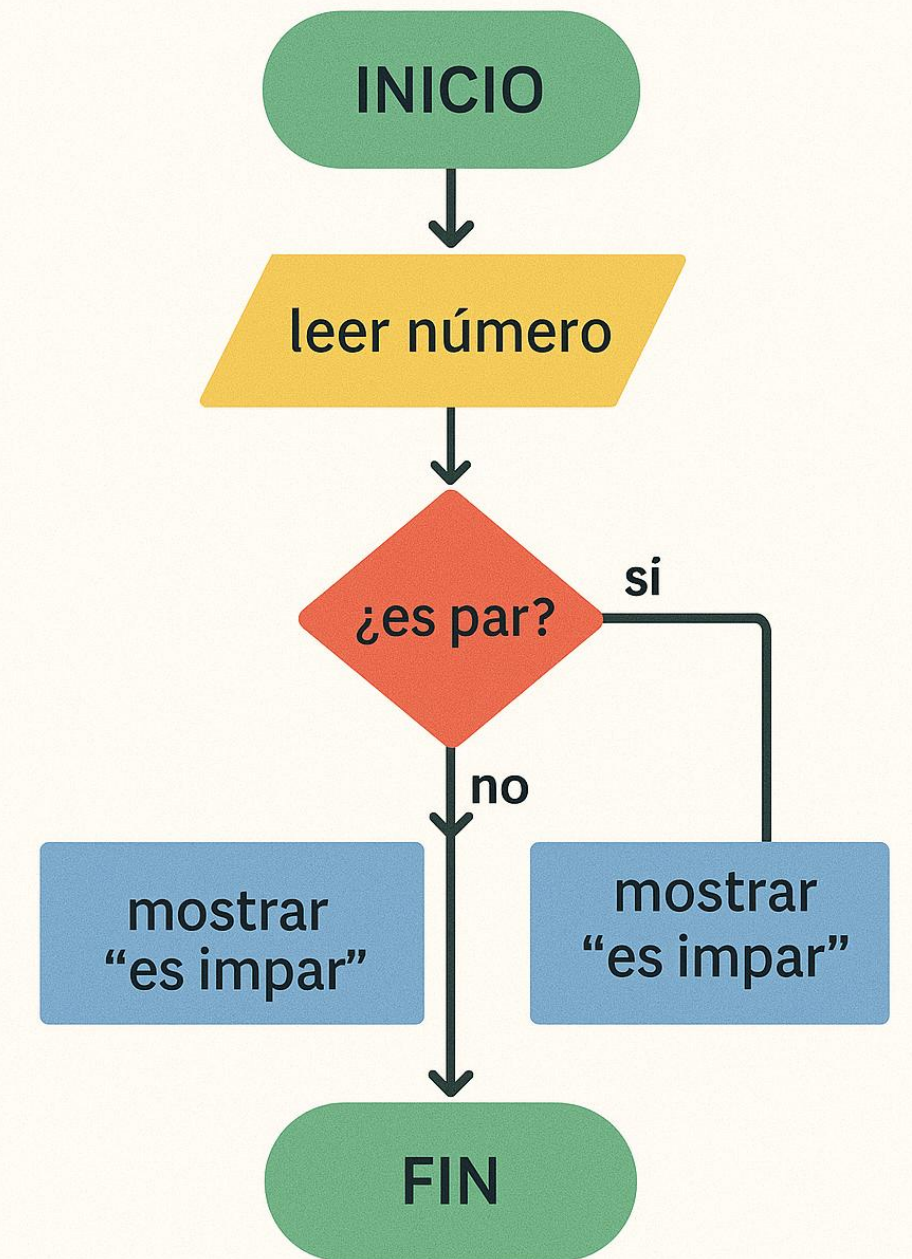 INICIO
leer número
¿es par?
sí
no
mostrar
“es impar”
mostrar
“es impar”
FIN